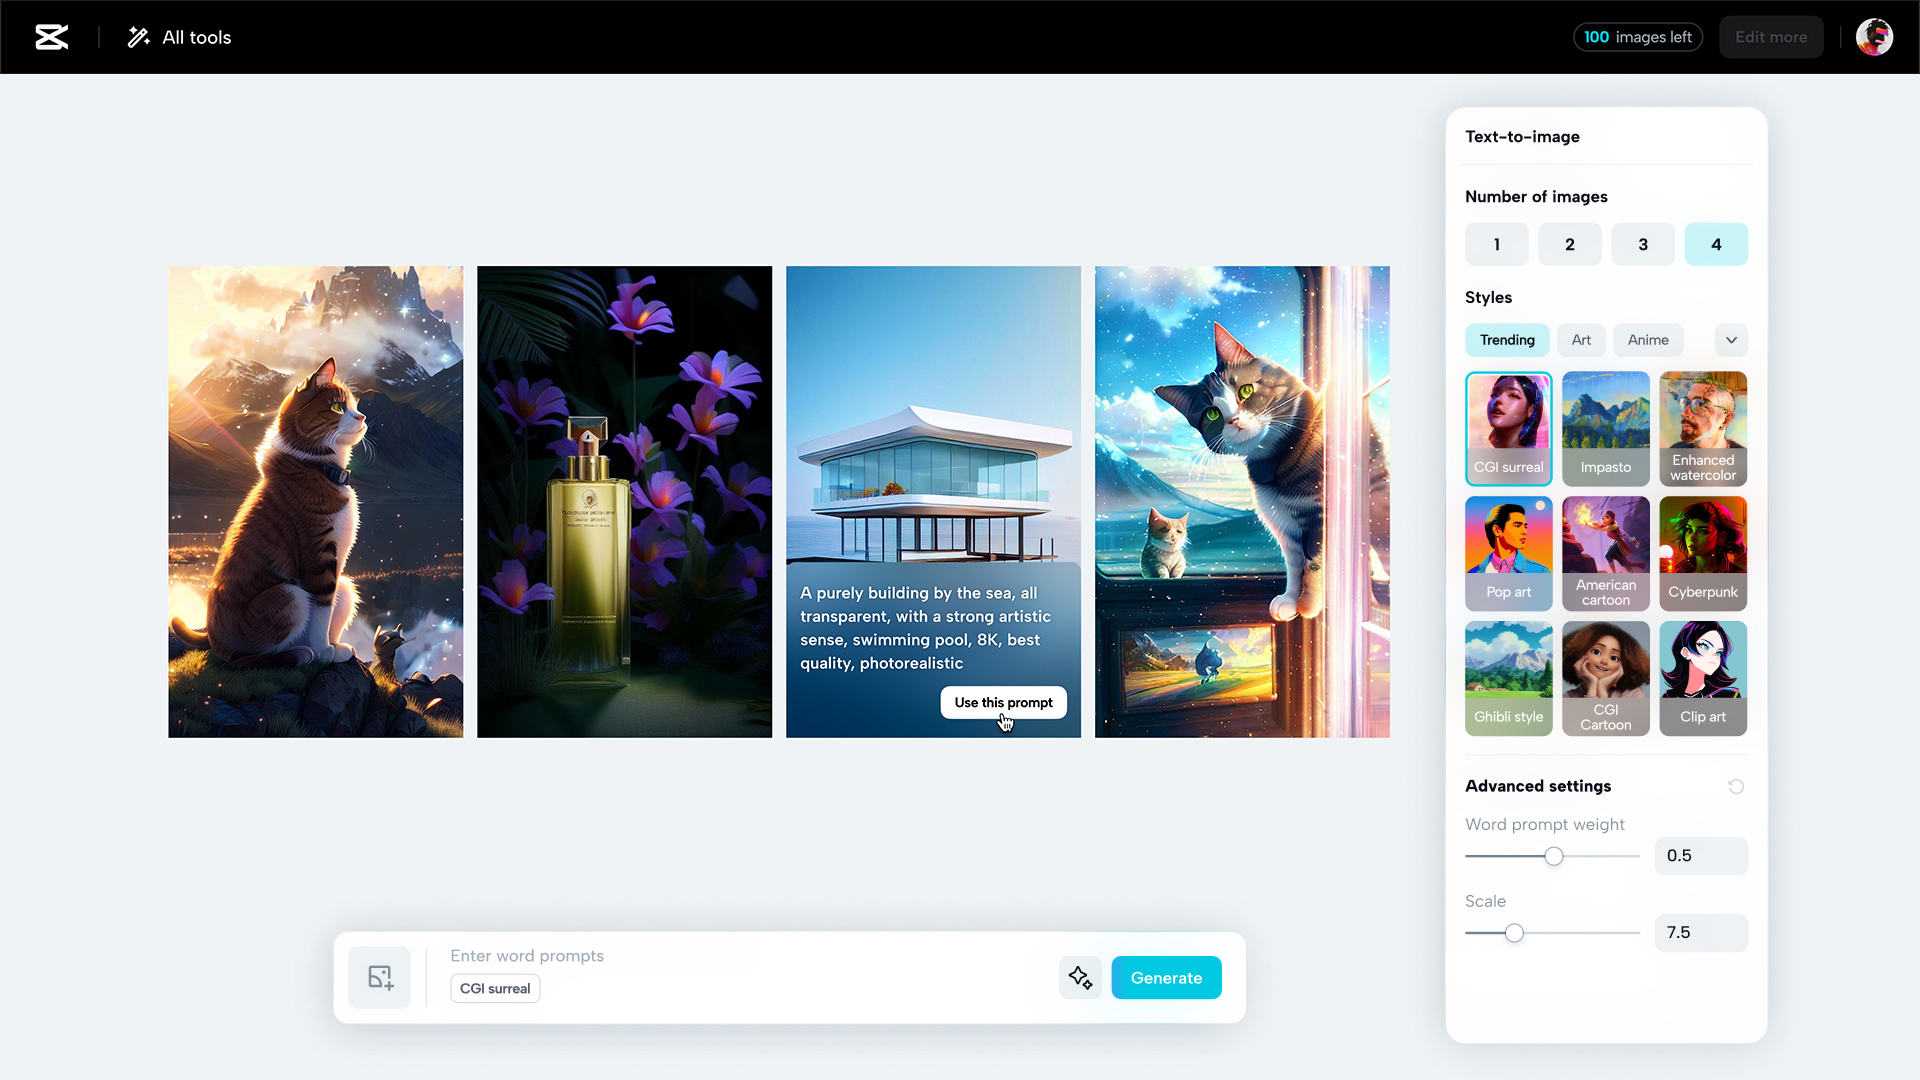 All tools
100 images left
Edit more
A purely building by the sea, all
transparent, with a strong artistic
sense, swimming pool, 8K, best
quality, photorealistic
Use this prompt
Enter word prompts
CGI surreal
Generate
Text-to-image
Number of images
1 2 3 4
Styles
Trending Art Anime
CGI surreal
Impasto
Enhanced
watercolor
Pop art
American
cartoon
Cyberpunk
Ghibli style
CGI
Cartoon
Clip art
Advanced settings
Word prompt weight
0.5
Scale
7.5